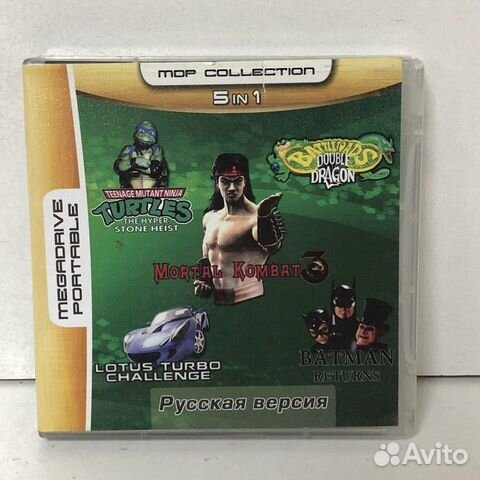 MDP COLLECTION
5 IN 1
MEGADRIVE
PORTABLE
TEENAGE MUTANT NINJA
TURTLES
THE HYPER
STONE HEIST
BATTLETOADS
DOUBLE
DRAGON
MORTAL KOMBAT 3
LOTUS TURBO
CHALLENGE
BATMAN
RETURNS
Русская версия
Avito